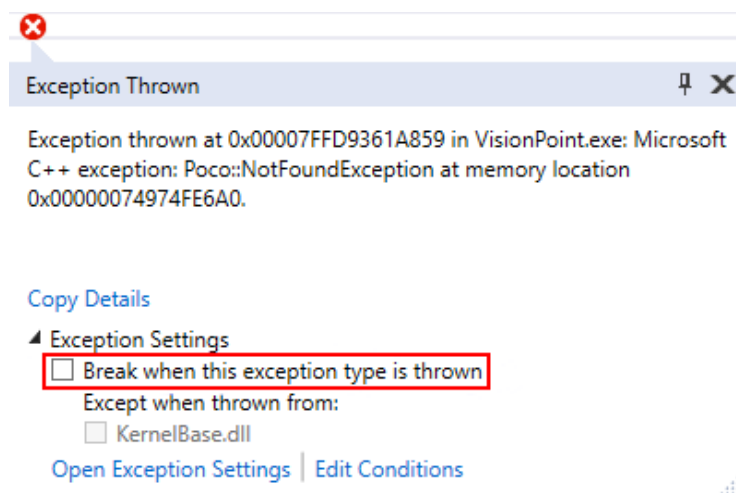 Exception Thrown
Exception thrown at 0x00007FFD9361A859 in VisionPoint.exe: Microsoft
C++ exception: Poco::NotFoundException at memory location
0x00000074974FE6A0.
Copy Details
Exception Settings
Break when this exception type is thrown
Except when thrown from:
KernelBase.dll
Open Exception Settings | Edit Conditions